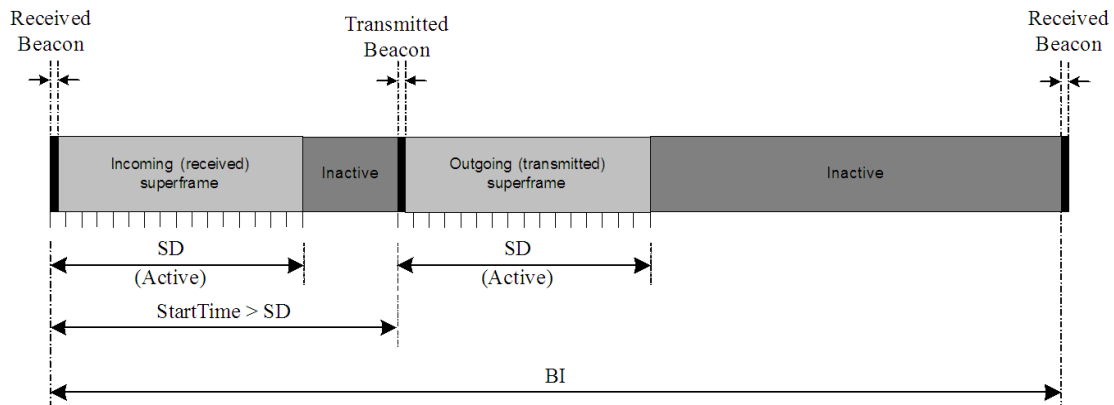 Received
Beacon
Transmitted
Beacon
Received
Beacon
Incoming (received)
superframe
Inactive
Outgoing (transmitted)
superframe
Inactive
SD
(Active)
SD
(Active)
StartTime > SD
BI